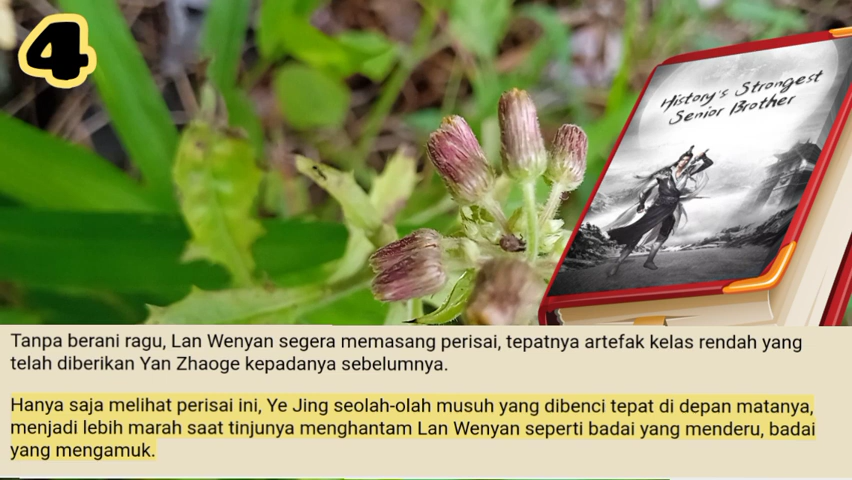 4
History's Strongest
Senior Brother
Tanpa berani ragu, Lan Wenyan segera memasang perisai, tepatnya artefak kelas rendah yang
telah diberikan Yan Zhaoge kepadanya sebelumnya.
Hanya saja melihat perisai ini, Ye Jing seolah-olah musuh yang dibenci tepat di depan matanya,
menjadi lebih marah saat tinjunya menghantam Lan Wenyan seperti badai yang menderu, badai
yang mengamuk.